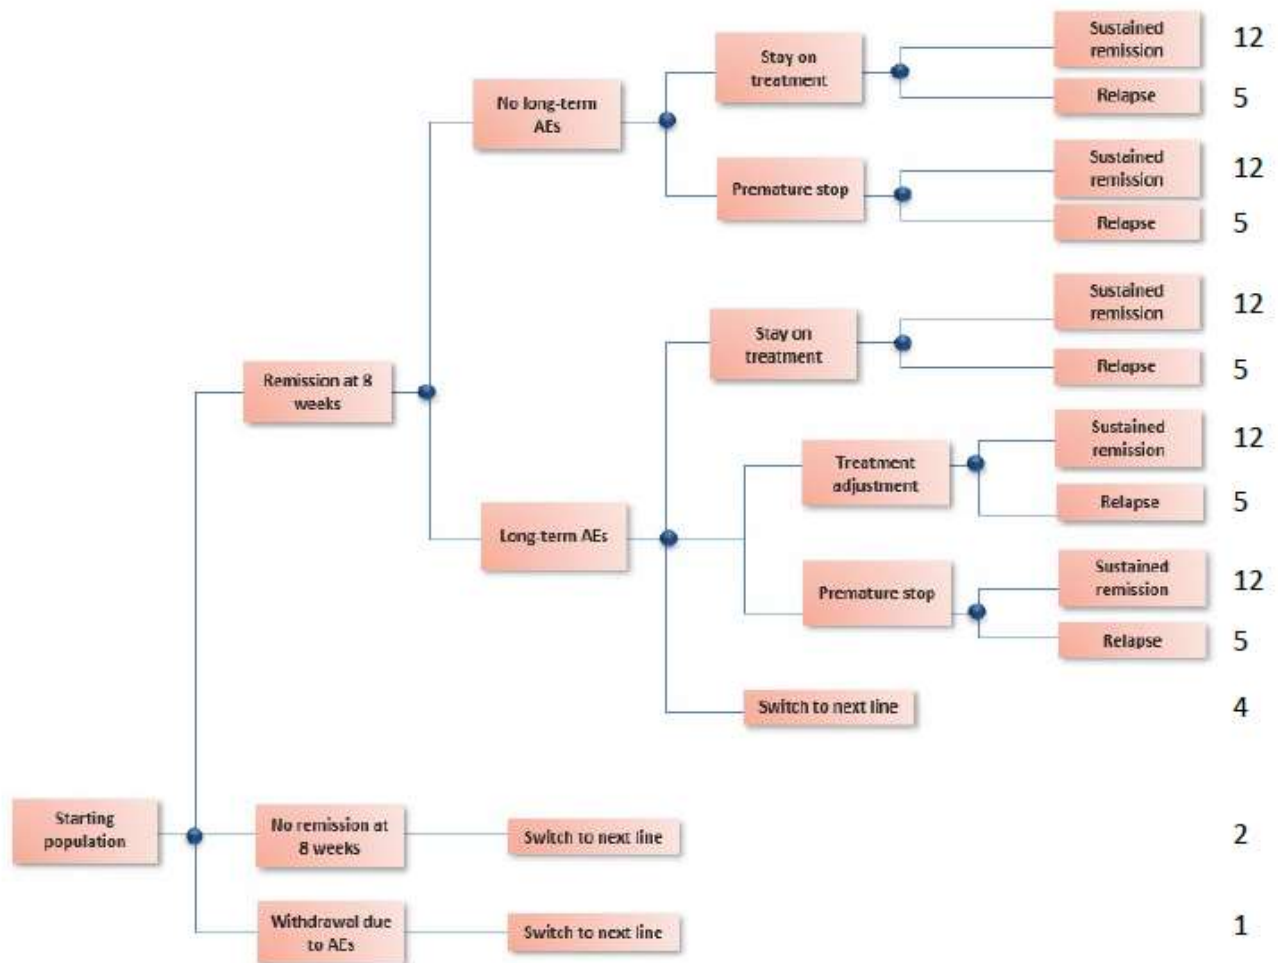 Sustained
remission
12
Stay on
treatment
Relapse
5
No long-term
AEs
Sustained
remission
12
Premature stop
Relapse
5
Sustained
remission
12
Stay on
treatment
Relapse
5
Remission at 8
weeks
Sustained
remission
12
Treatment
adjustment
Relapse
5
Long-term AEs
Sustained
remission
12
Premature stop
Relapse
5
Switch to next line
4
Starting
population
No remission at
8 weeks
Switch to next line
2
Withdrawal due
to AEs
Switch to next line
1